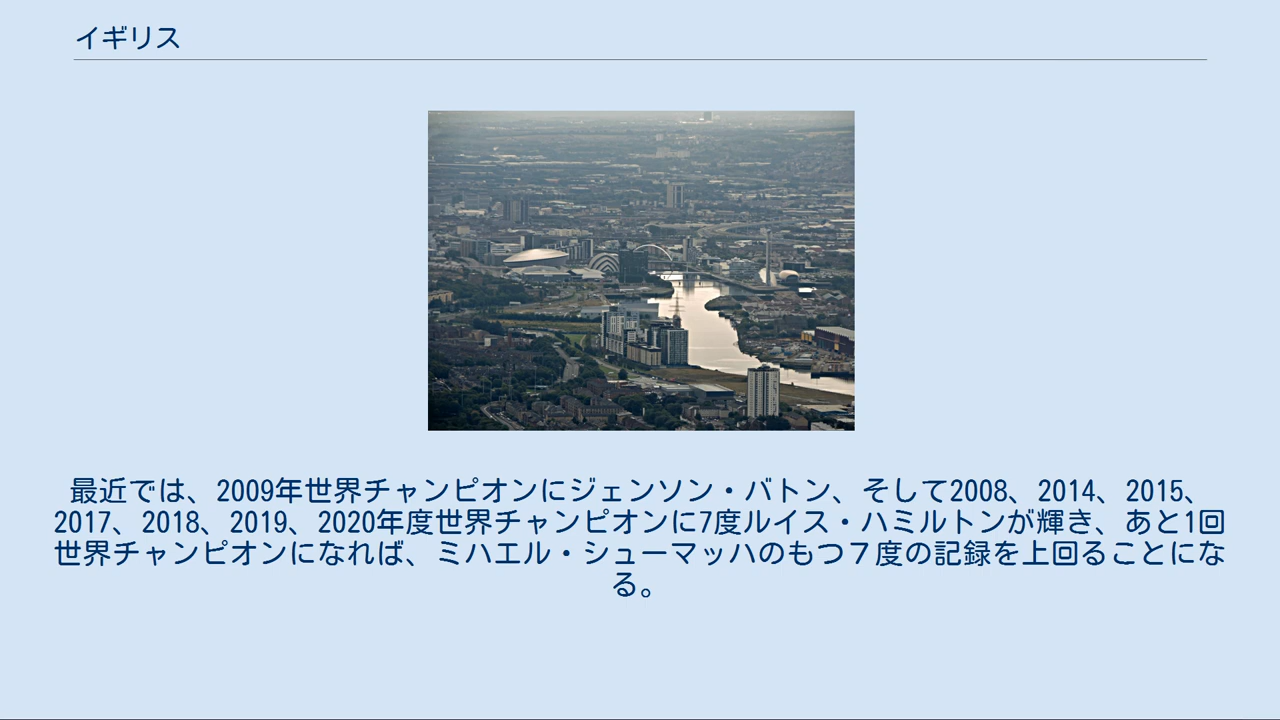 イギリス
最近では、2009年世界チャンピオンにジェンソン・バトン、そして2008、2014、2015、
2017、2018、2019、2020年度世界チャンピオンに7度ルイス・ハミルトンが輝き、あと1回
世界チャンピオンになれば、ミハエル・シューマッハのもつ７度の記録を上回ることにな
る。